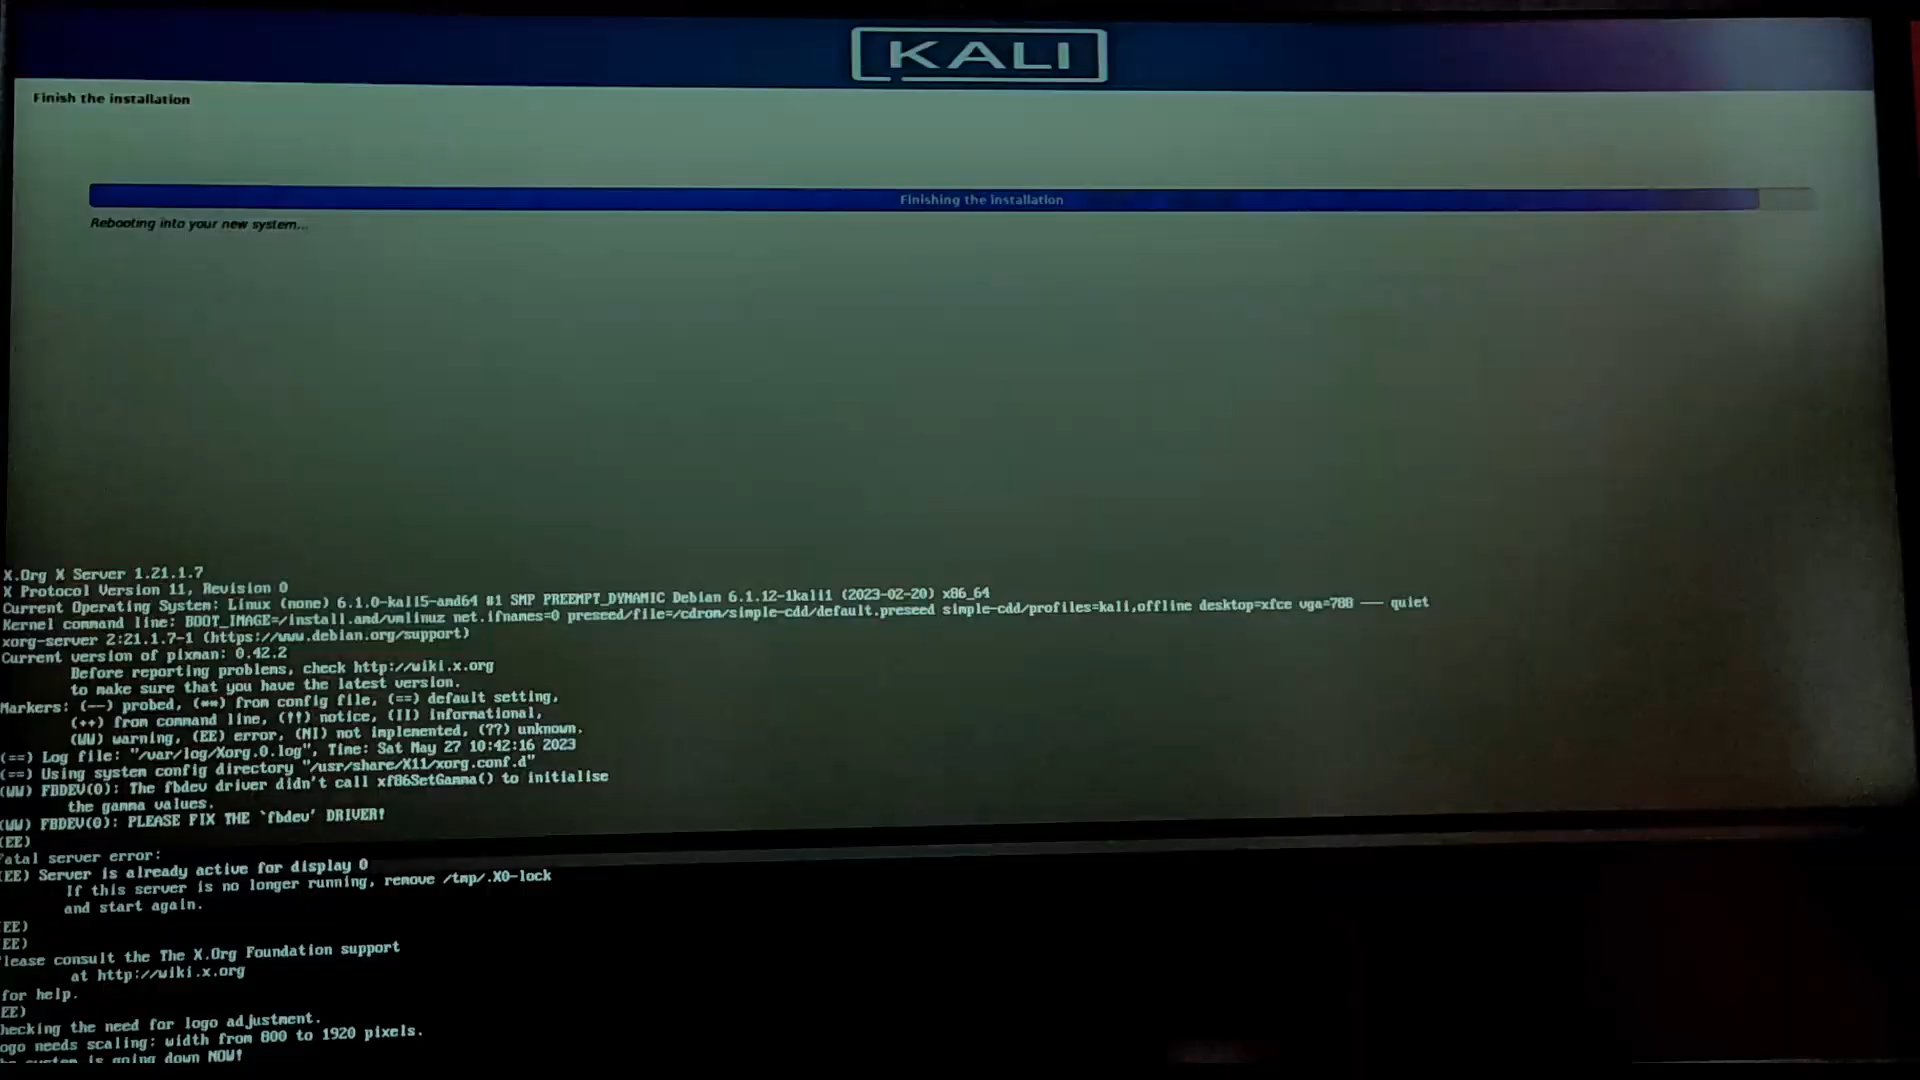 KALI
Finish the installation
Finishing the installation
Rebooting into your new system...
X.Org X Server 1.21.1.7
X Protocol Version 11, Revision 0
Current Operating System: Linux (none) 6.1.0-kali5-amd64 #1 SMP PREEMPT_DYNAMIC Debian 6.1.12-1kali1 (2023-02-20) x86_64
Kernel command line: BOOT_IMAGE=/install.amd/vmlinuz net.ifnames=0 preseed/file=/cdrom/simple-cdd/default.preseed simple-cdd/profiles=kali,offline desktop=xfce vga=788 --- quiet
xorg-server 2:21.1.7-1 (https://www.debian.org/support)
Current version of pixman: 0.42.2
Before reporting problems, check http://wiki.x.org
to make sure that you have the latest version.
Markers: (--) probed, (**) from config file, (==) default setting,
(++) from command line, (!!) notice, (II) informational,
(WW) warning, (EE) error, (NI) not implemented, (??) unknown.
(==) Log file: "/var/log/Xorg.0.log", Time: Sat May 27 10:42:16 2023
(==) Using system config directory "/usr/share/X11/xorg.conf.d"
(WW) FBDEV(0): The fbdev driver didn't call xf86SetGamma() to initialise
the gamma values.
(WW) FBDEV(0): PLEASE FIX THE `fbdev' DRIVER!
(EE)
atal server error:
(EE) Server is already active for display 0
If this server is no longer running, remove /tmp/.X0-lock
and start again.
EE)
EE)
lease consult the The X.Org Foundation support
at http://wiki.x.org
for help.
EE)
hecking the need for logo adjustment.
ogo needs scaling: width from 800 to 1920 pixels.
system is going down NOW!